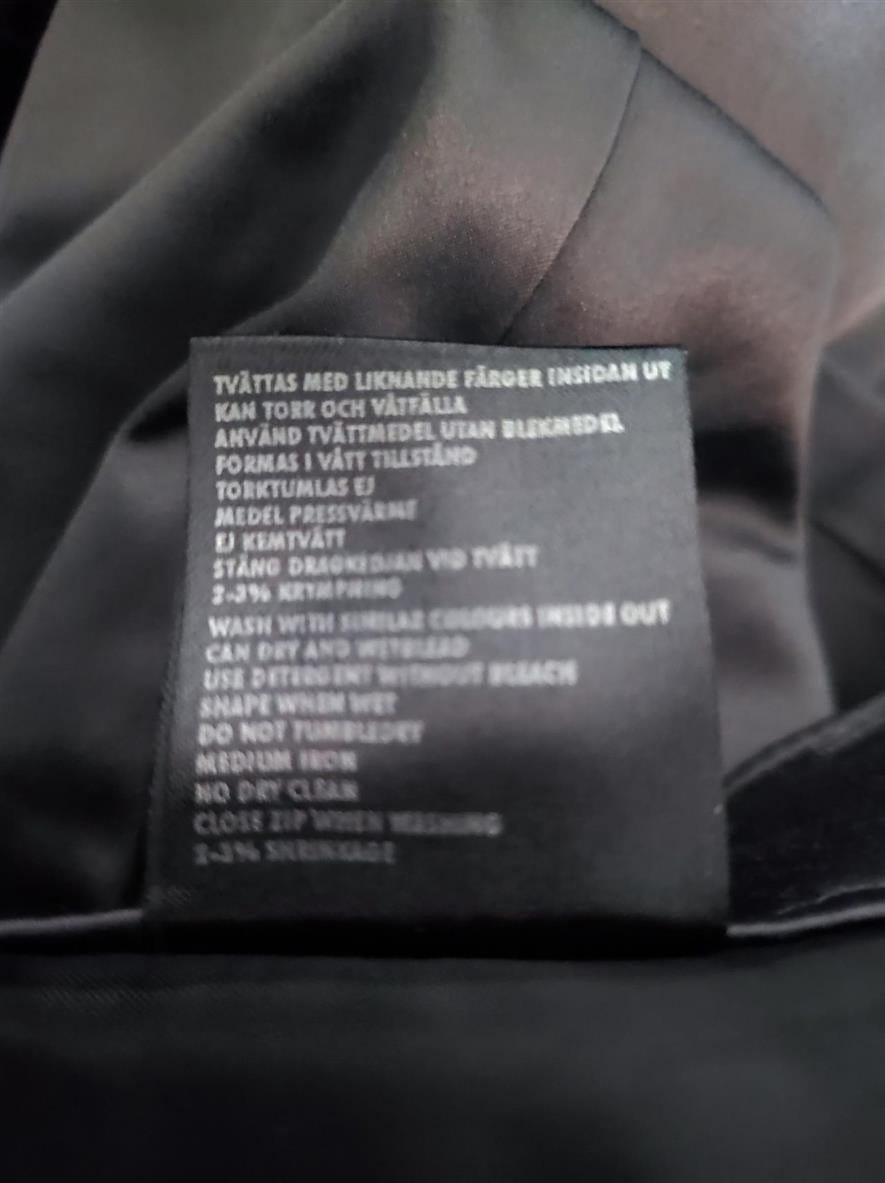 TVÄTTAS MED LIKNANDE FÄRGER INSIDAN UT
KAN TORR OCH VÅTFÄLLA
ANVÄND TVÄTTMEDEL UTAN BLEKMEDEL
FORMAS I VÅTT TILLSTÅND
TORKTUMLAS EJ
MEDEL PRESSVÄRME
EJ KEMTVÄTT
STÄNG DRAGKEDJAN VID TVÄTT
2-3% KRYMPNING
WASH WITH SIMILAR COLOURS INSIDE OUT
CAN DRY AND WETBLEED
USE DETERGENT WITHOUT BLEACH
SHAPE WHEN WET
DO NOT TUMBLEDRY
MEDIUM IRON
NO DRY CLEAN
CLOSE ZIP WHEN WASHING
2-3% SHRINKAGE